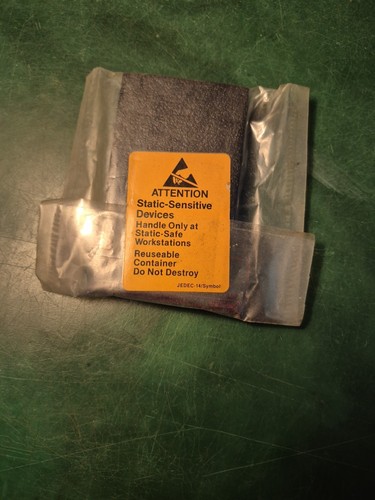 ATTENTION
Static-Sensitive
Devices
Handle Only at
Static-Safe
Workstations
Reuseable
Container
Do Not Destroy
JEDEC-14/Symbol